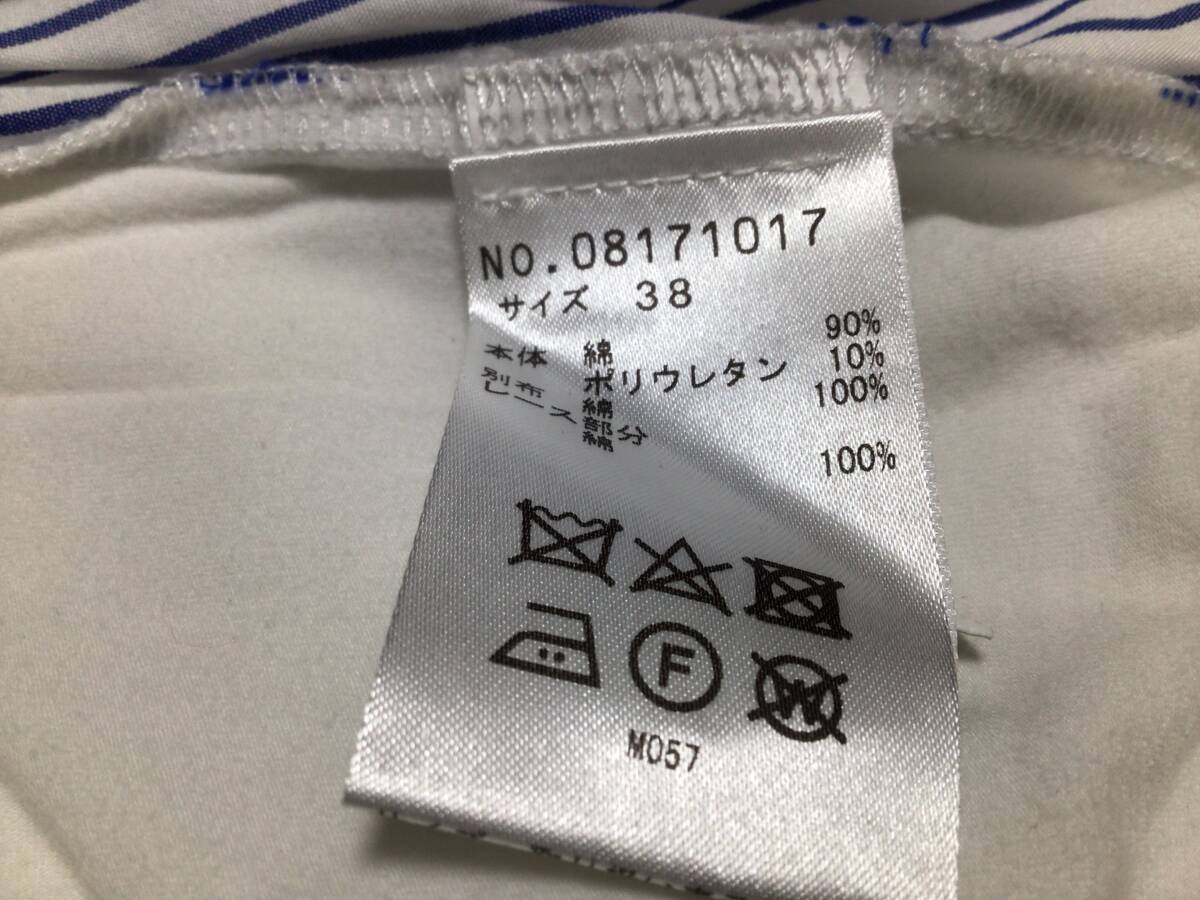 NO.08171017
サイズ 38
本体 綿 90%
ポリウレタン 10%
別布 綿 100%
レース部分
綿 100%
F
W
M057